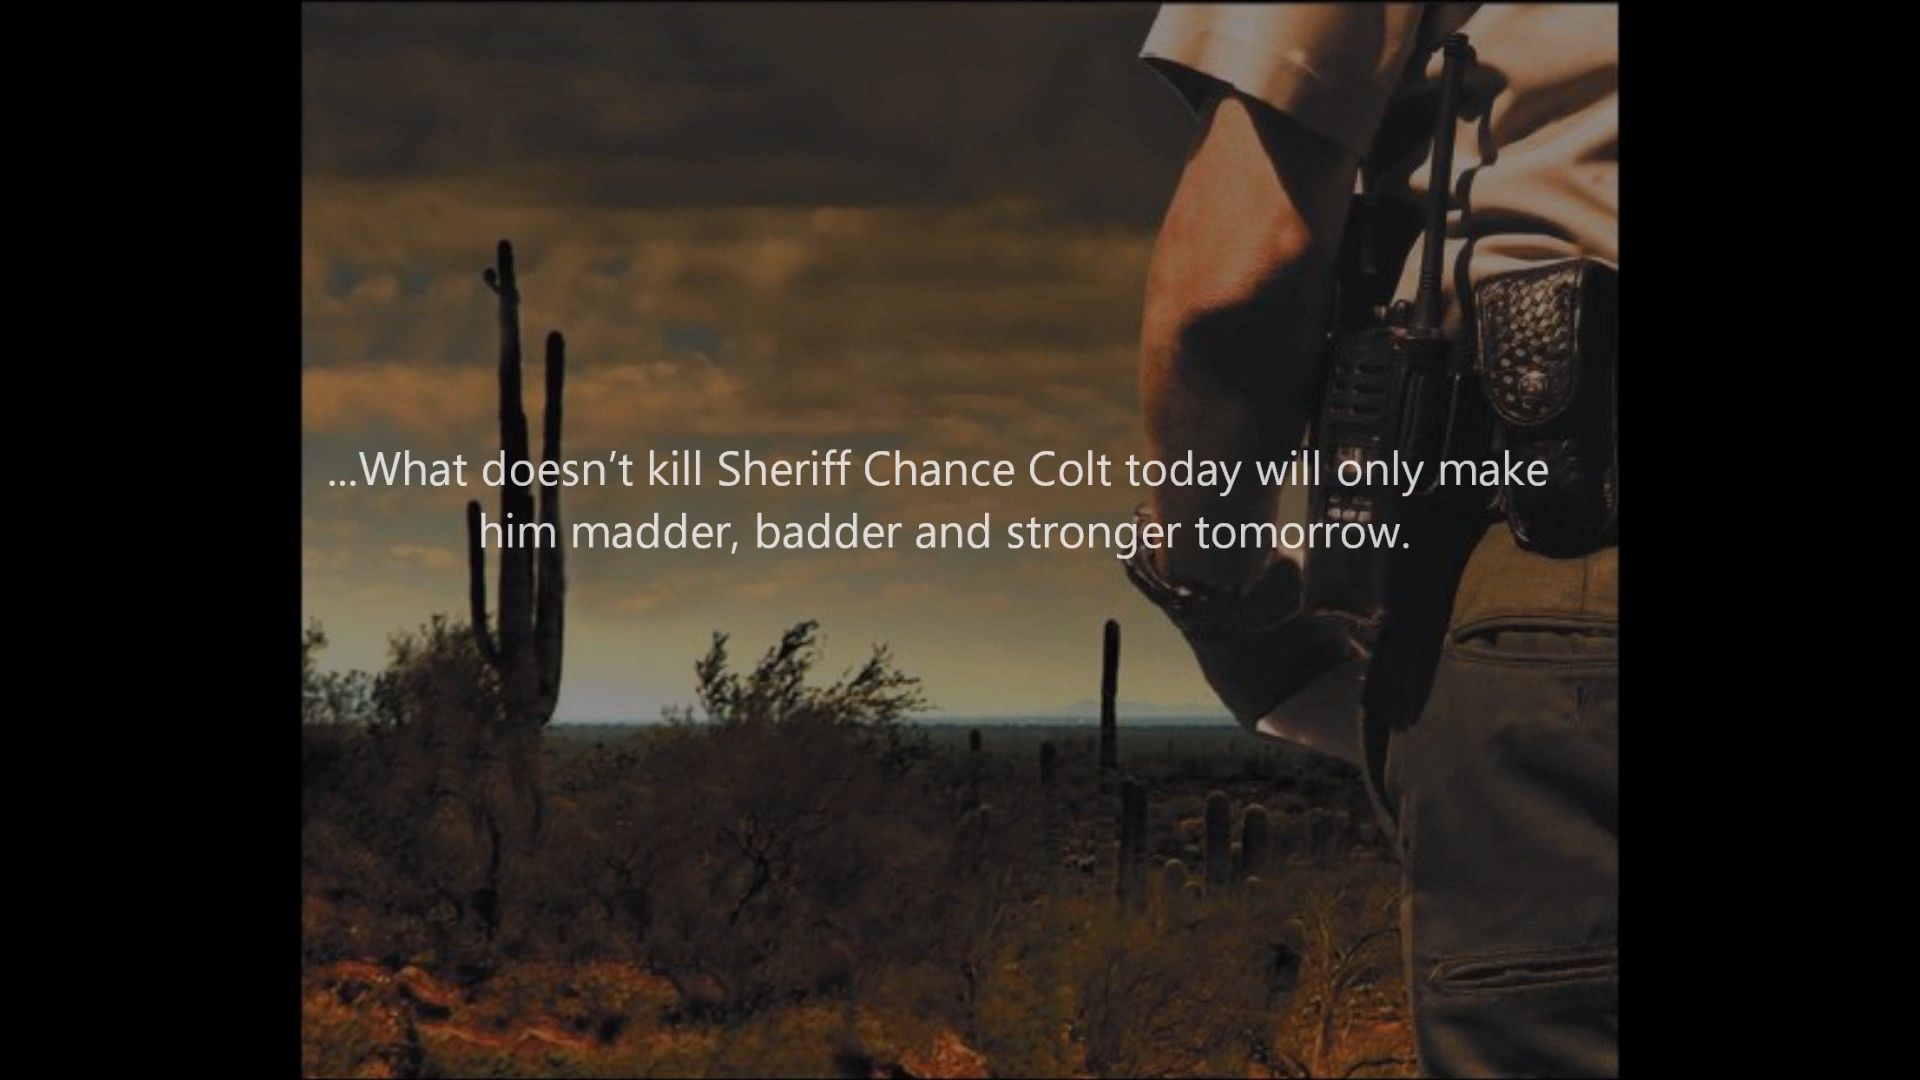 ...What doesn’t kill Sheriff Chance Colt today will only make
him madder, badder and stronger tomorrow.